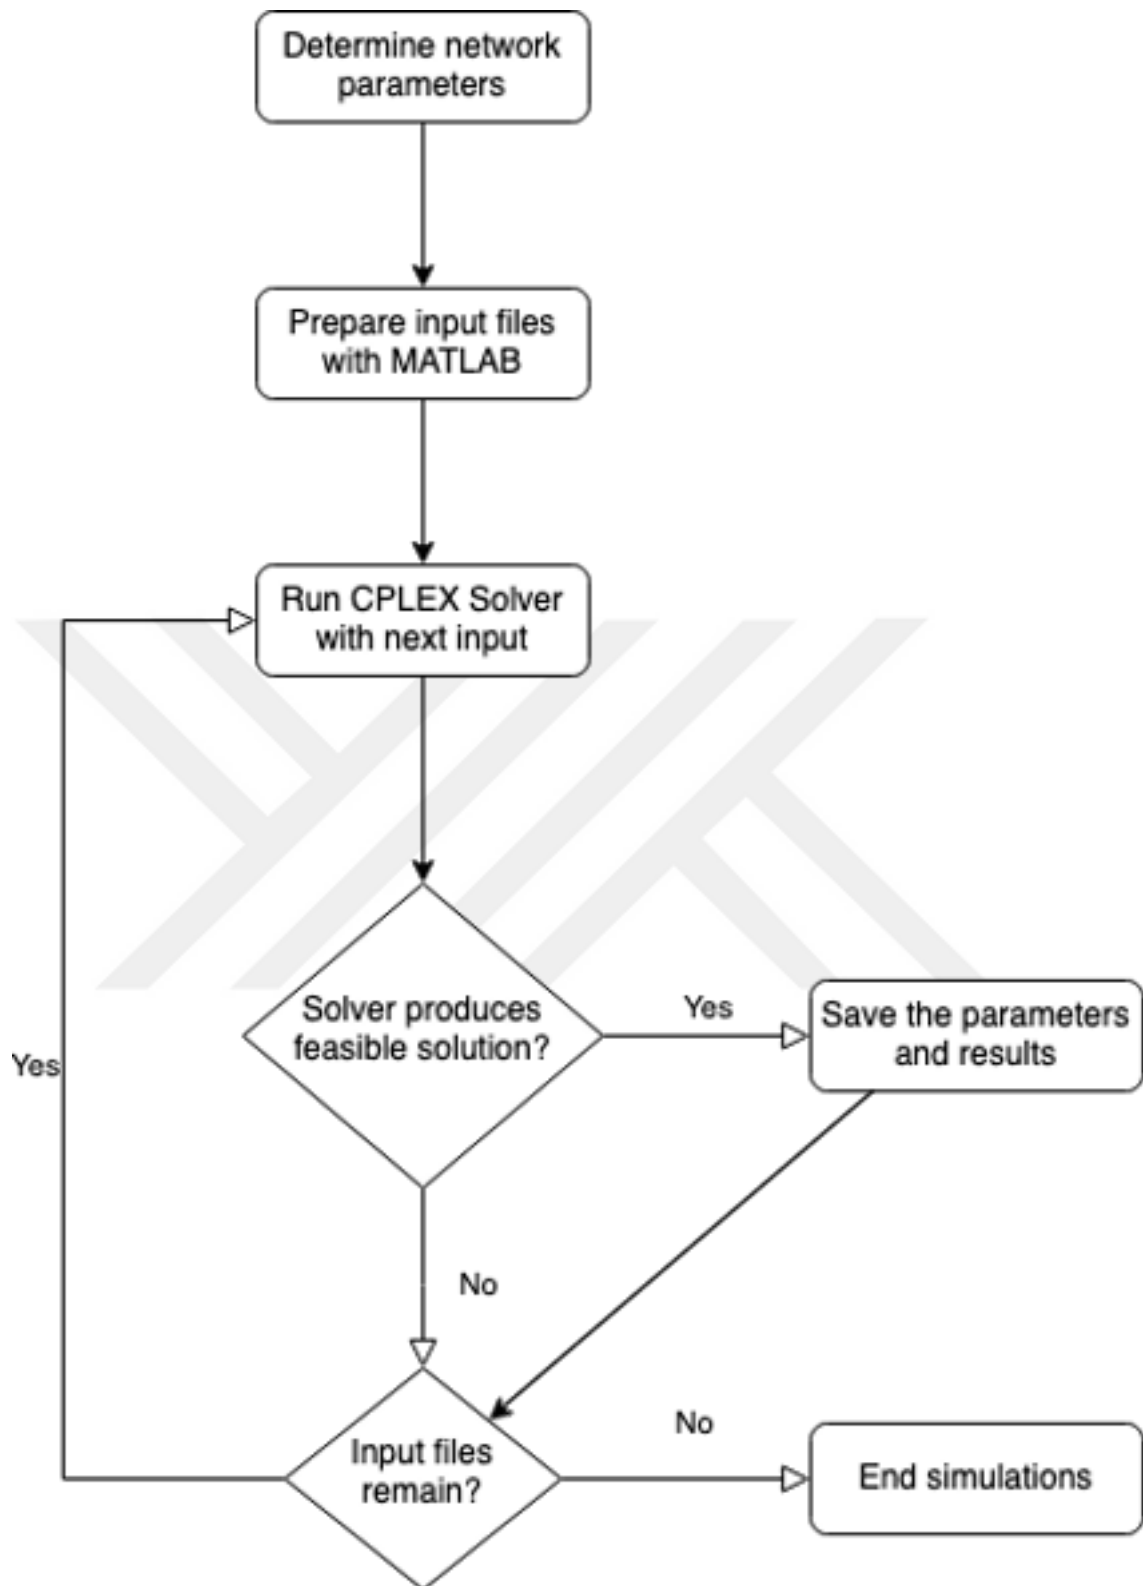 Determine network
parameters
Prepare input files
with MATLAB
Run CPLEX Solver
with next input
Solver produces
feasible solution?
Yes
Save the parameters
and results
Yes
No
Input files
remain?
No
End simulations